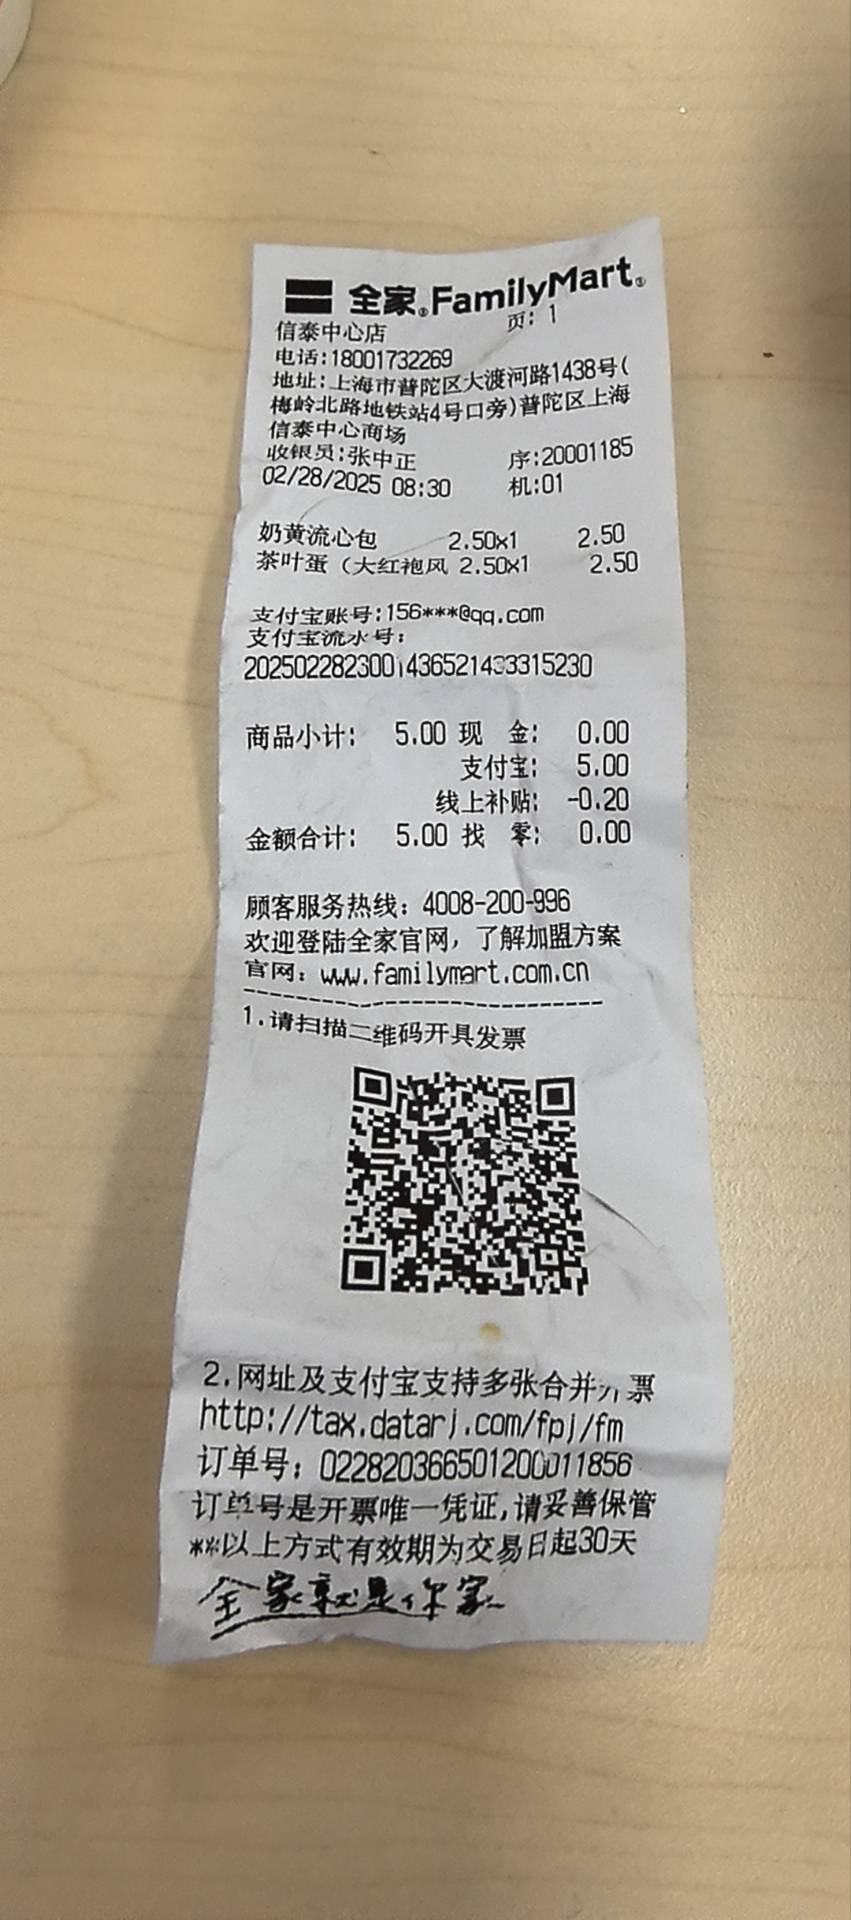 全家 FamilyMart
页: 1
信泰中心店
电话:18001732269
地址:上海市普陀区大渡河路1438号(
梅岭北路地铁站4号口旁)普陀区上海
信泰中心商场
收银员:张中正 序:20001185
02/28/2025 08:30 机:01
奶黄流心包 2.50x1 2.50
茶叶蛋（大红袍风 2.50x1 2.50
支付宝账号:156***@qq.com
支付宝流水号:
2025022823001436521433315230
商品小计: 5.00 现 金: 0.00
支付宝: 5.00
线上补贴: -0.20
金额合计: 5.00 找 零: 0.00
顾客服务热线: 4008-200-996
欢迎登陆全家官网, 了解加盟方案
官网: www.familymart.com.cn
1.请扫描二维码开具发票
2.网址及支付宝支持多张合并开票
http://tax.datarj.com/fpj/fm
订单号: 0228203665012000011856
订单号是开票唯一凭证,请妥善保管
**以上方式有效期为交易日起30天
全家就是你家